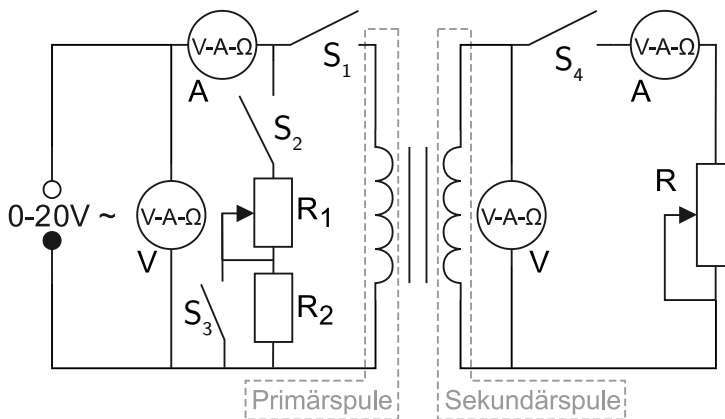 V-A-Ω
A
S1
V-A-Ω
A
S4
S2
0-20V ~
V-A-Ω
V
R1
V-A-Ω
V
R
S3
R2
Primärspule
Sekundärspule